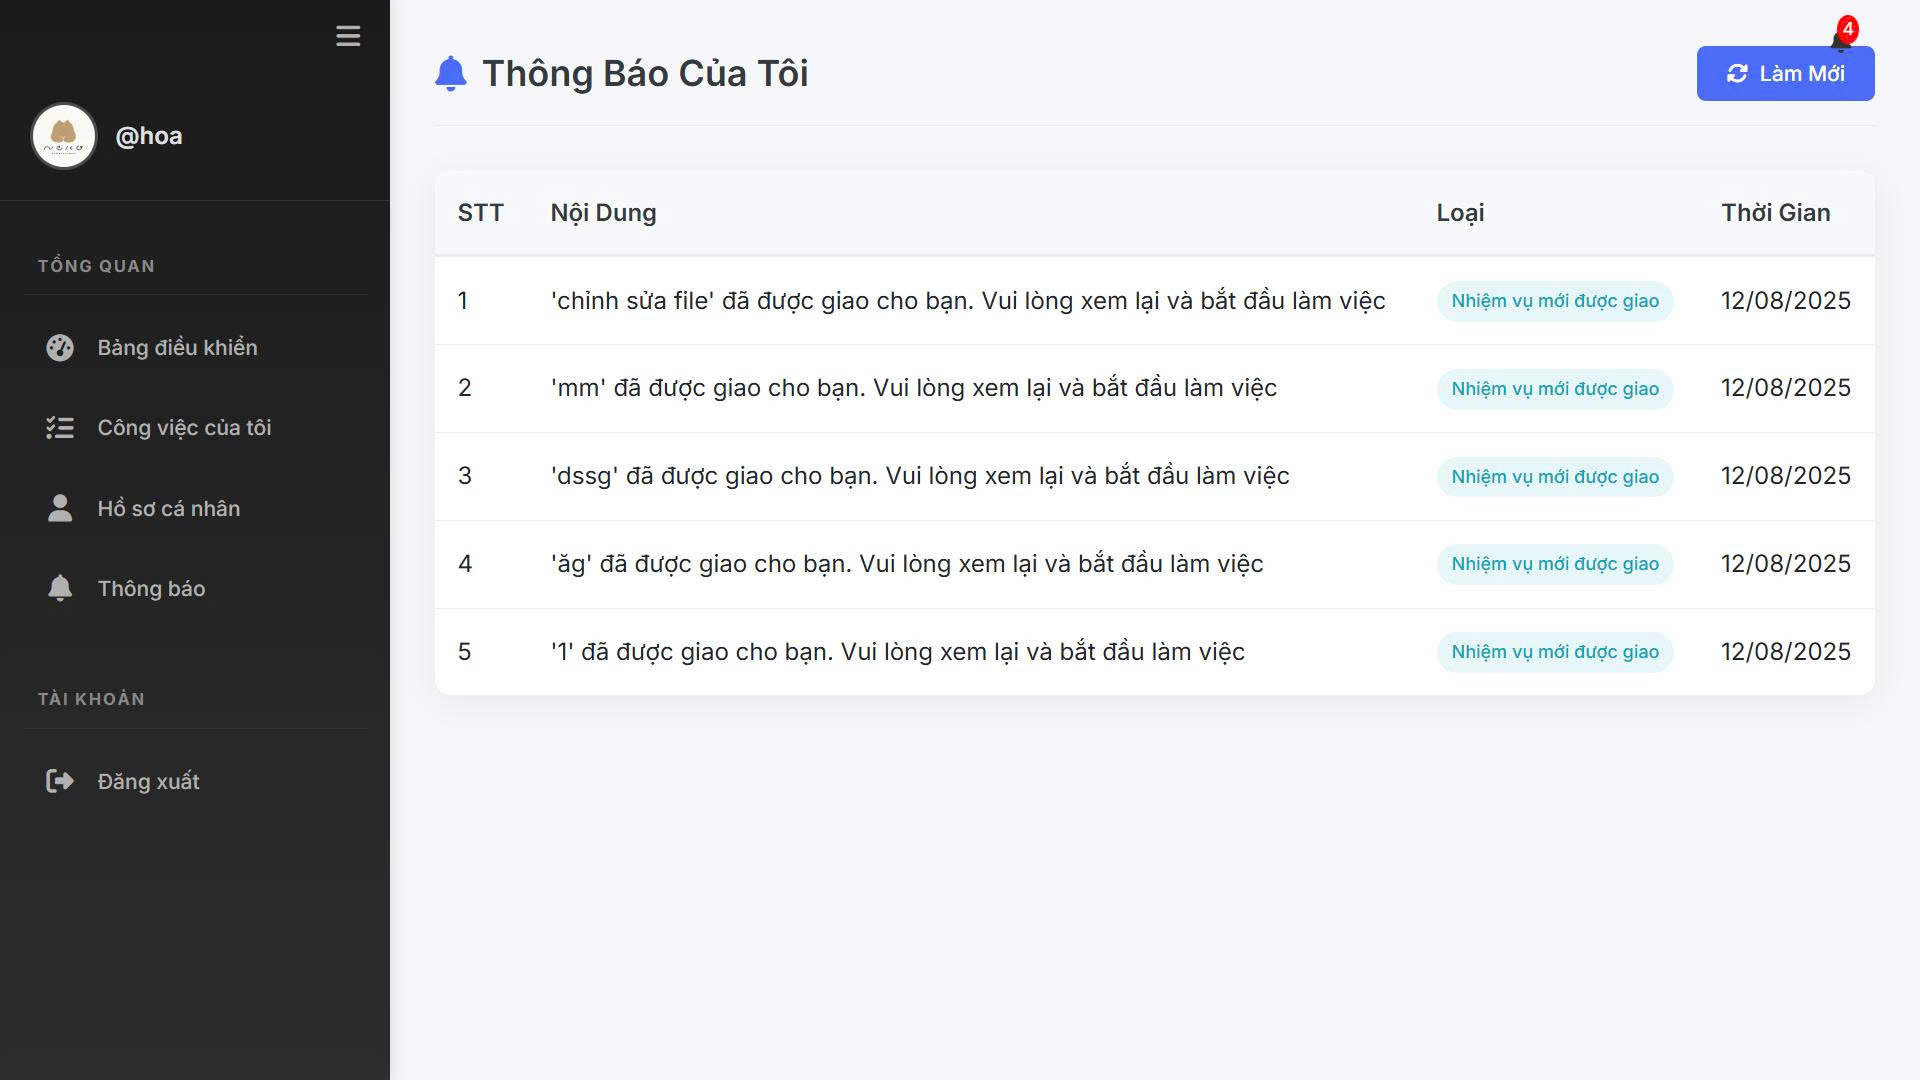 @hoa
TỔNG QUAN
Bảng điều khiển
Công việc của tôi
Hồ sơ cá nhân
Thông báo
TÀI KHOẢN
Đăng xuất
Thông Báo Của Tôi
4
Làm Mới
STT Nội Dung Loại Thời Gian
1 'chỉnh sửa file' đã được giao cho bạn. Vui lòng xem lại và bắt đầu làm việc Nhiệm vụ mới được giao 12/08/2025
2 'mm' đã được giao cho bạn. Vui lòng xem lại và bắt đầu làm việc Nhiệm vụ mới được giao 12/08/2025
3 'dssg' đã được giao cho bạn. Vui lòng xem lại và bắt đầu làm việc Nhiệm vụ mới được giao 12/08/2025
4 'ăg' đã được giao cho bạn. Vui lòng xem lại và bắt đầu làm việc Nhiệm vụ mới được giao 12/08/2025
5 '1' đã được giao cho bạn. Vui lòng xem lại và bắt đầu làm việc Nhiệm vụ mới được giao 12/08/2025